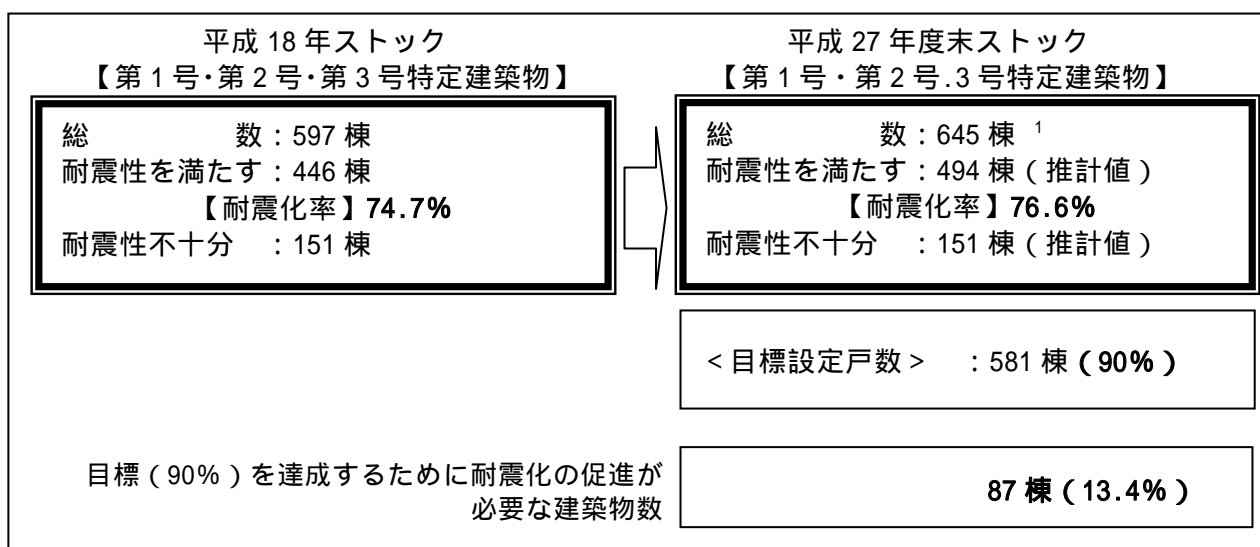 平成 18 年ストック
【第 1 号･第 2 号･第 3 号特定建築物】
総 数：597 棟
耐震性を満たす：446 棟
【耐震化率】74.7%
耐震性不十分 ：151 棟
平成 27 年度末ストック
【第 1 号・第 2 号.3 号特定建築物】
総 数：645 棟 1
耐震性を満たす：494 棟（推計値）
【耐震化率】76.6%
耐震性不十分 ：151 棟（推計値）
＜目標設定戸数＞ ：581 棟（90%）
目標（90%）を達成するために耐震化の促進が
必要な建築物数
87 棟（13.4%）